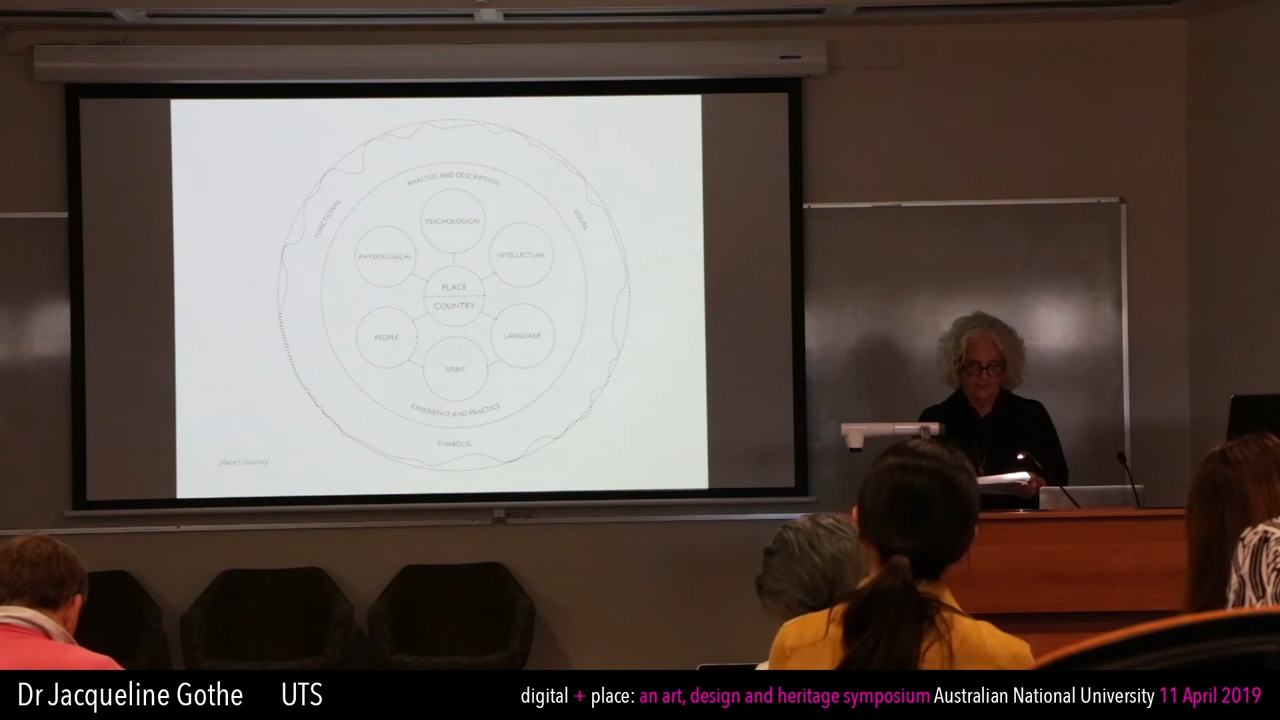 ANALYSIS AND DESCRIPTION
FUNCTIONAL
VISUAL
PSYCHOLOGICAL
PHYSIOLOGICAL
INTELLECTUAL
PLACE
COUNTRY
PEOPLE
LANGUAGE
SPIRIT
EXPERIENCE AND PRACTICE
SYMBOLIC
place | country
Dr Jacqueline Gothe UTS
digital + place: an art, design and heritage symposium Australian National University 11 April 2019